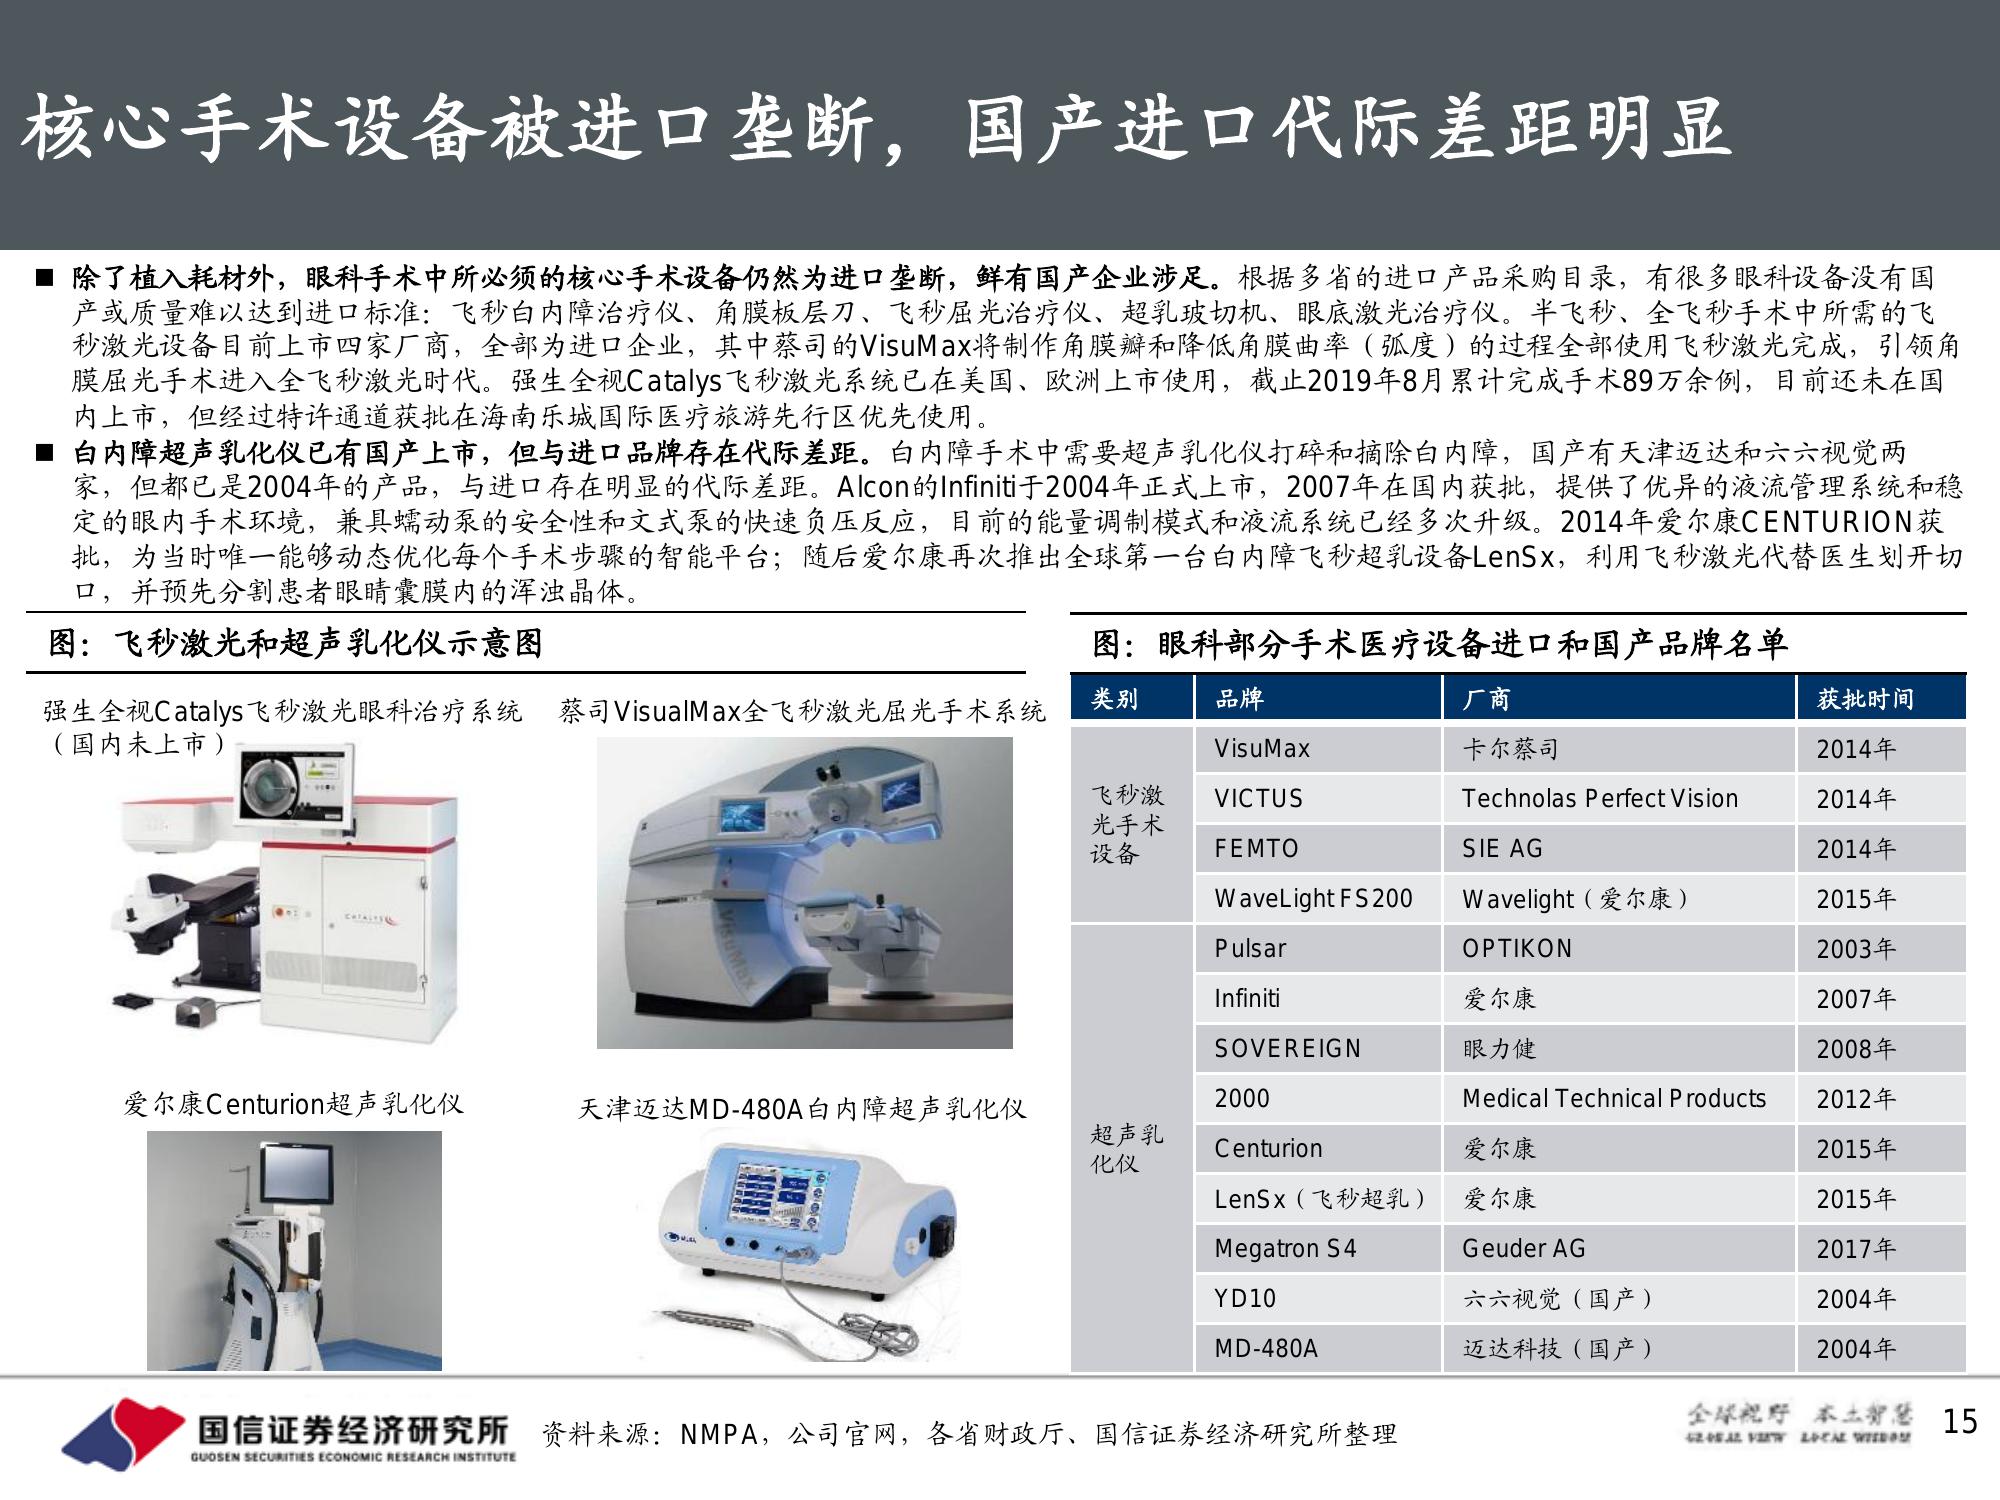 核心手术设备被进口垄断，国产进口代际差距明显
■ 除了植入耗材外，眼科手术中所必须的核心手术设备仍然为进口垄断，鲜有国产企业涉足。根据多省的进口产品采购目录，有很多眼科设备没有国
产或质量难以达到进口标准：飞秒白内障治疗仪、角膜板层刀、飞秒屈光治疗仪、超乳玻切机、眼底激光治疗仪。半飞秒、全飞秒手术中所需的飞
秒激光设备目前上市四家厂商，全部为进口企业，其中蔡司的VisuMax将制作角膜瓣和降低角膜曲率（弧度）的过程全部使用飞秒激光完成，引领角
膜屈光手术进入全飞秒激光时代。强生全视Catalys飞秒激光系统已在美国、欧洲上市使用，截止2019年8月累计完成手术89万余例，目前还未在国
内上市，但经过特许通道获批在海南乐城国际医疗旅游先行区优先使用。
■ 白内障超声乳化仪已有国产上市，但与进口品牌存在代际差距。白内障手术中需要超声乳化仪打碎和摘除白内障，国产有天津迈达和六六视觉两
家，但都已是2004年的产品，与进口存在明显的代际差距。Alcon的Infiniti于2004年正式上市，2007年在国内获批，提供了优异的液流管理系统和稳
定的眼内手术环境，兼具蠕动泵的安全性和文式泵的快速负压反应，目前的能量调制模式和液流系统已经多次升级。2014年爱尔康CENTURION获
批，为当时唯一能够动态优化每个手术步骤的智能平台；随后爱尔康再次推出全球第一台白内障飞秒超乳设备LenSx，利用飞秒激光代替医生划开切
口，并预先分割患者眼睛囊膜内的浑浊晶体。
图：飞秒激光和超声乳化仪示意图
强生全视Catalys飞秒激光眼科治疗系统
（国内未上市）
蔡司VisualMax全飞秒激光屈光手术系统
CATALYS
VisuMax
爱尔康Centurion超声乳化仪
天津迈达MD-480A白内障超声乳化仪
图：眼科部分手术医疗设备进口和国产品牌名单
类别 品牌 厂商 获批时间
飞秒激
光手术
设备
VisuMax 卡尔蔡司 2014年
VICTUS Technolas Perfect Vision 2014年
FEMTO SIE AG 2014年
WaveLight FS200 Wavelight（爱尔康） 2015年
超声乳
化仪
Pulsar OPTIKON 2003年
Infiniti 爱尔康 2007年
SOVEREIGN 眼力健 2008年
2000 Medical Technical Products 2012年
Centurion 爱尔康 2015年
LenSx（飞秒超乳） 爱尔康 2015年
Megatron S4 Geuder AG 2017年
YD10 六六视觉（国产） 2004年
MD-480A 迈达科技（国产） 2004年
国信证券经济研究所
GUOSEN SECURITIES ECONOMIC RESEARCH INSTITUTE
资料来源：NMPA，公司官网，各省财政厅、国信证券经济研究所整理
全球视野 本土智慧
GLOBAL VIEW LOCAL WISDOM
15